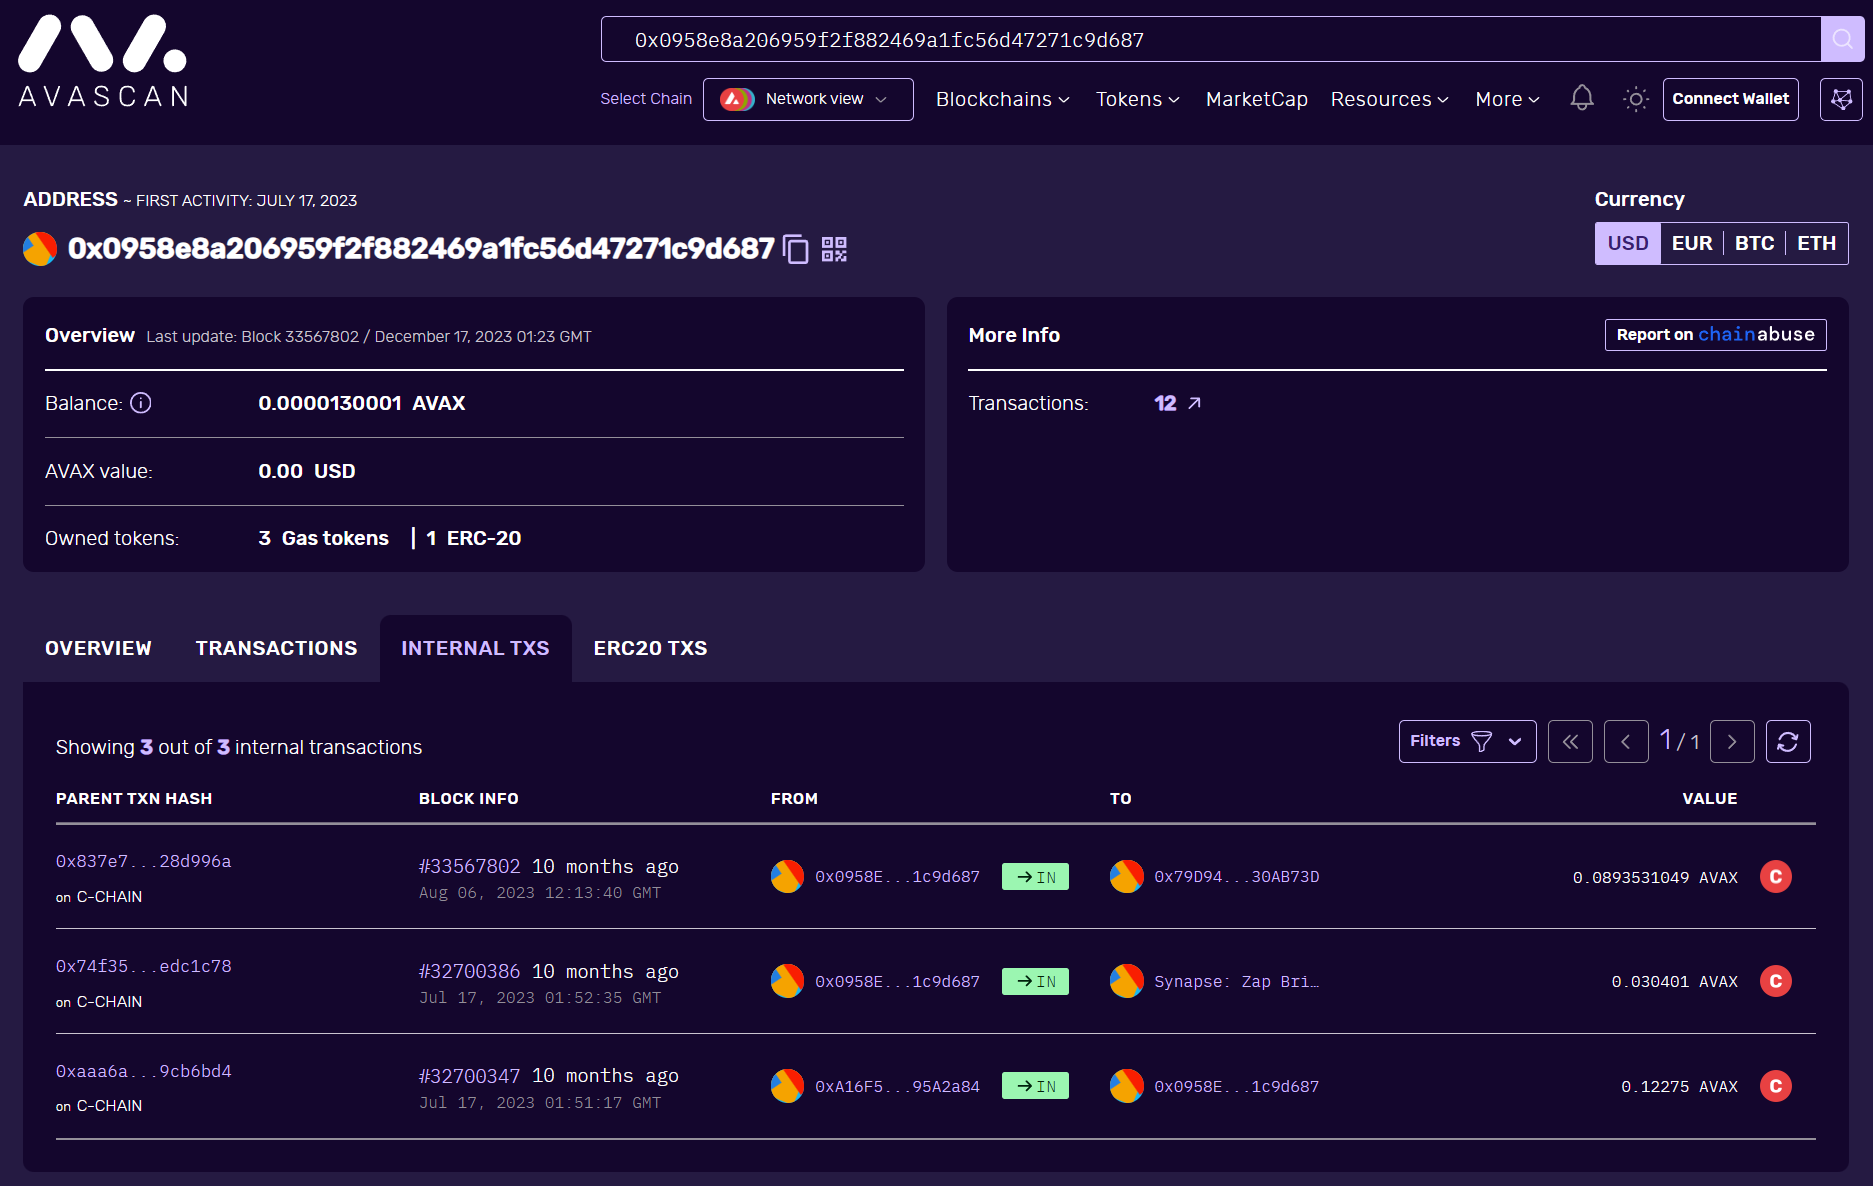 AVASCAN
0x0958e8a206959f2f882469a1fc56d47271c9d687
Select Chain Network view Blockchains Tokens MarketCap Resources More Connect Wallet
ADDRESS ~ FIRST ACTIVITY: JULY 17, 2023
0x0958e8a206959f2f882469a1fc56d47271c9d687
Currency
USD EUR BTC ETH
Overview Last update: Block 33567802 / December 17, 2023 01:23 GMT
Balance: 0.0000130001 AVAX
AVAX value: 0.00 USD
Owned tokens: 3 Gas tokens | 1 ERC-20
More Info Report on chainabuse
Transactions: 12
OVERVIEW TRANSACTIONS INTERNAL TXS ERC20 TXS
Showing 3 out of 3 internal transactions Filters 1 / 1
PARENT TXN HASH BLOCK INFO FROM TO VALUE
0x837e7...28d996a #33567802 10 months ago 0x0958E...1c9d687 IN 0x79D94...30AB73D 0.0893531049 AVAX C
on C-CHAIN Aug 06, 2023 12:13:40 GMT
0x74f35...edc1c78 #32700386 10 months ago 0x0958E...1c9d687 IN Synapse: Zap Bri… 0.030401 AVAX C
on C-CHAIN Jul 17, 2023 01:52:35 GMT
0xaaa6a...9cb6bd4 #32700347 10 months ago 0xA16F5...95A2a84 IN 0x0958E...1c9d687 0.12275 AVAX C
on C-CHAIN Jul 17, 2023 01:51:17 GMT